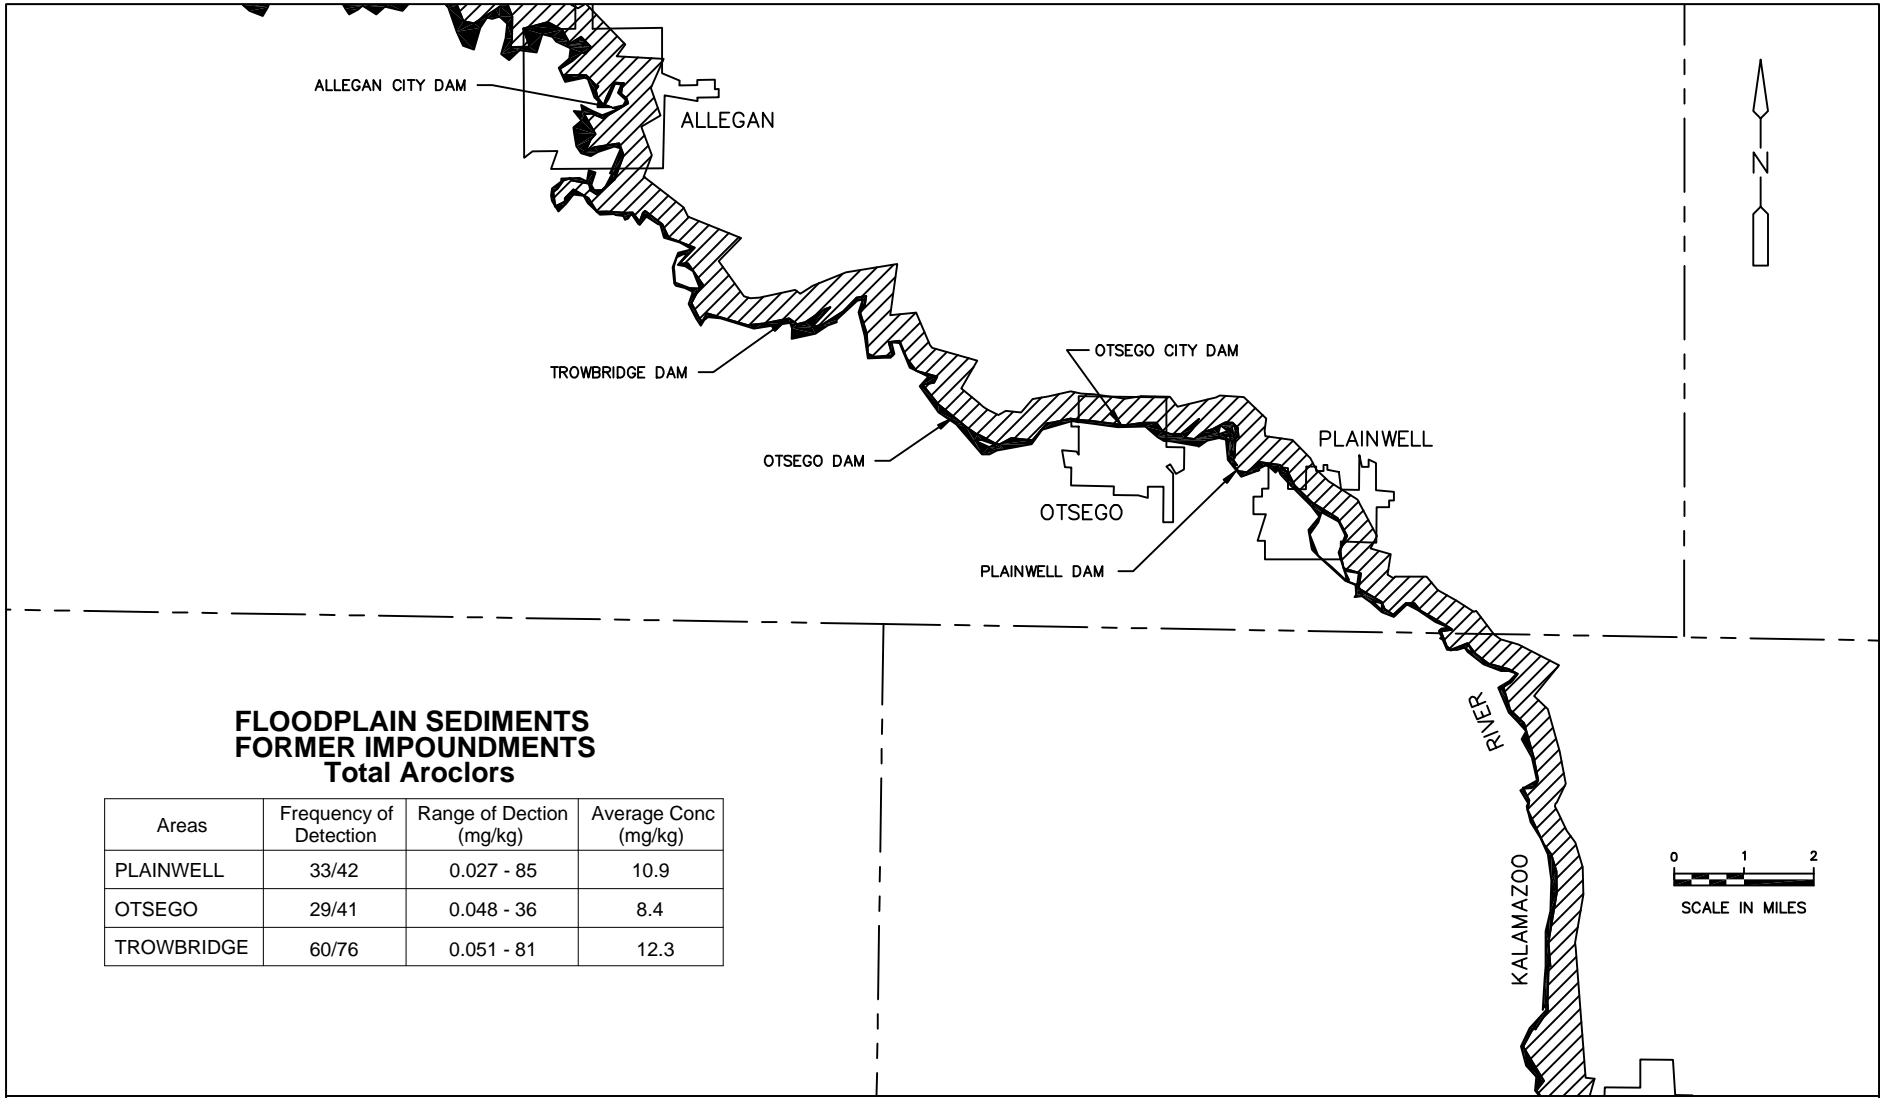 ALLEGAN CITY DAM
ALLEGAN
N
TROWBRIDGE DAM
OTSEGO CITY DAM
OTSEGO DAM
PLAINWELL
OTSEGO
PLAINWELL DAM
KALAMAZOO RIVER
FLOODPLAIN SEDIMENTS
FORMER IMPOUNDMENTS
Total Aroclors
Areas Frequency of Detection Range of Dection (mg/kg) Average Conc (mg/kg)
PLAINWELL 33/42 0.027 - 85 10.9
OTSEGO 29/41 0.048 - 36 8.4
TROWBRIDGE 60/76 0.051 - 81 12.3
0 1 2
SCALE IN MILES